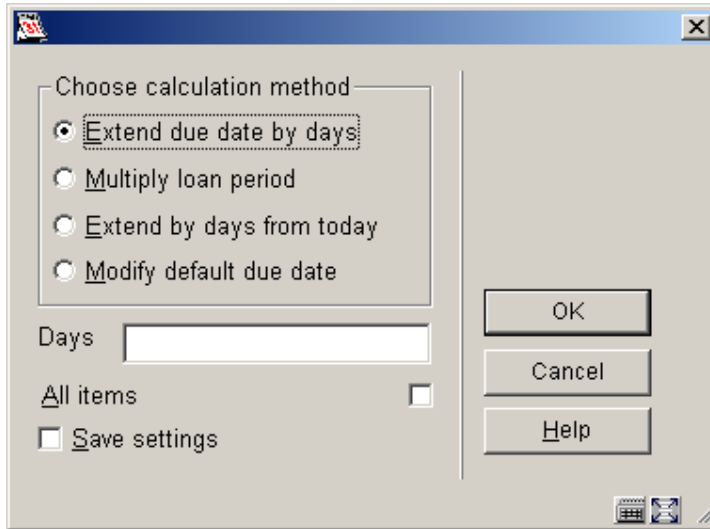 Choose calculation method
Extend due date by days
Multiply loan period
Extend by days from today
Modify default due date
Days
All items
Save settings
OK
Cancel
Help